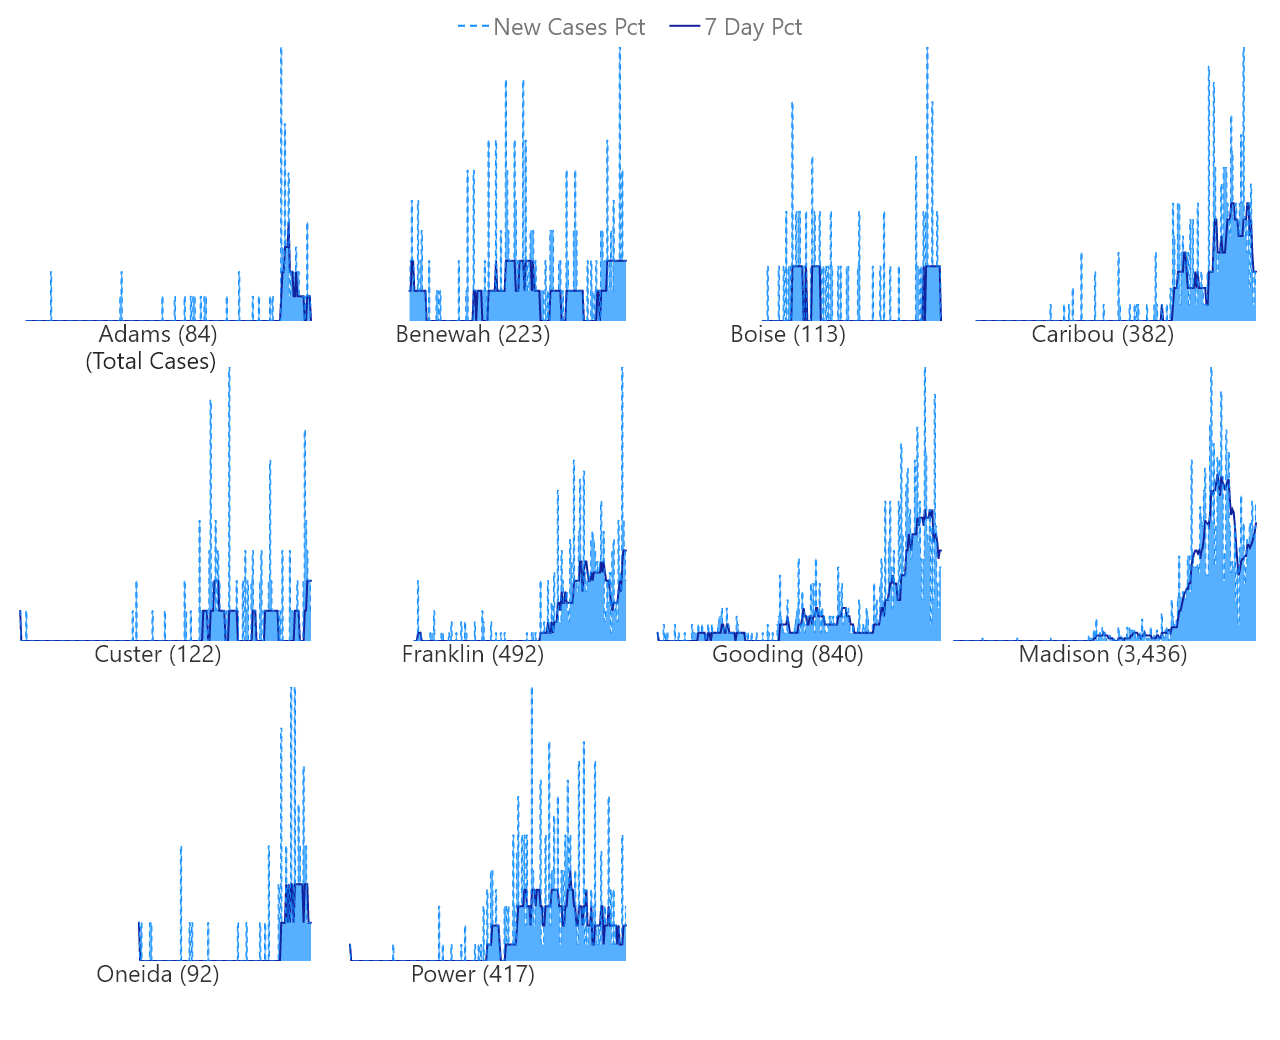 New Cases Pct 7 Day Pct
Adams (84) Benewah (223) Boise (113) Caribou (382)
(Total Cases)
Custer (122) Franklin (492) Gooding (840) Madison (3,436)
Oneida (92) Power (417)